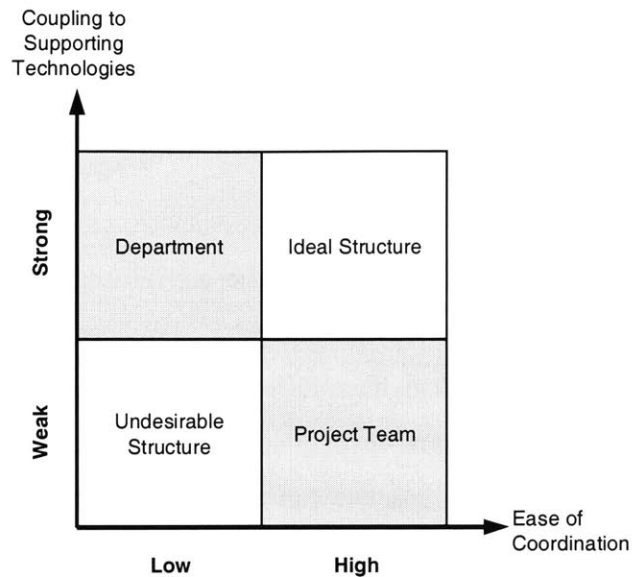 Coupling to
Supporting
Technologies
Strong
Department
Ideal Structure
Weak
Undesirable
Structure
Project Team
Ease of
Coordination
Low
High